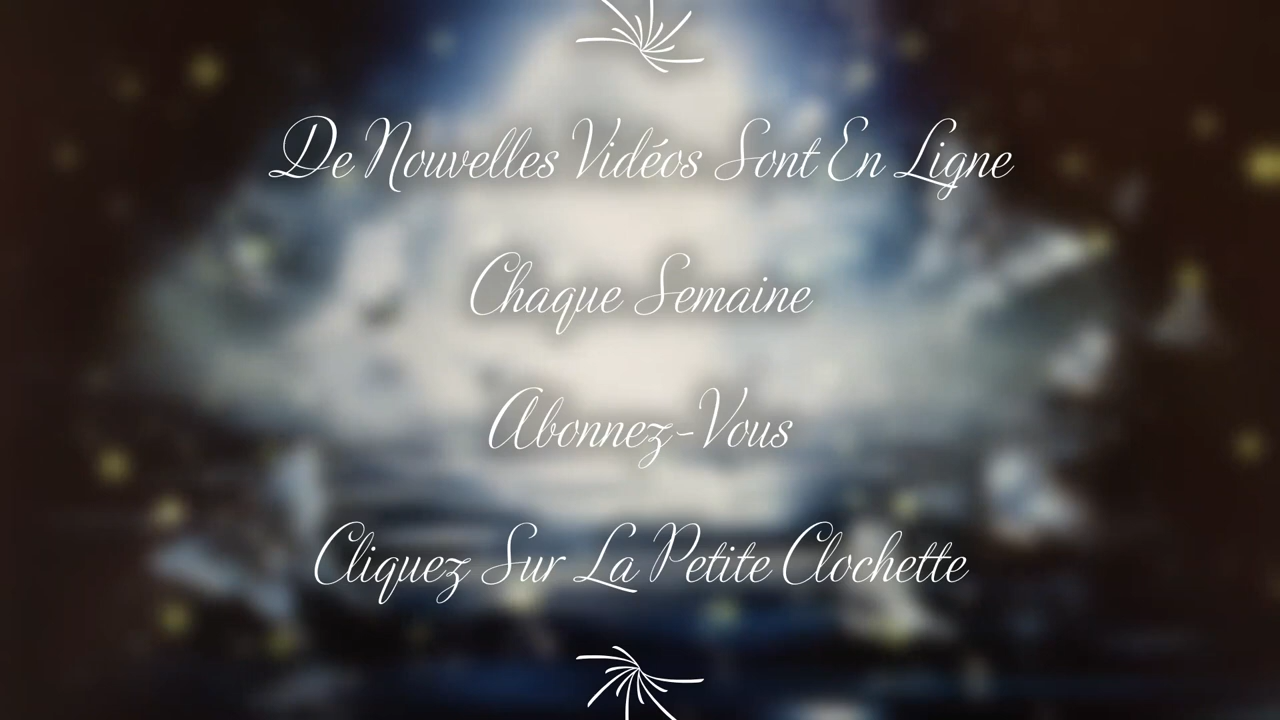 De Nouvelles Vidéos Sont En Ligne
Chaque Semaine
Abonnez-Vous
Cliquez Sur La Petite Clochette